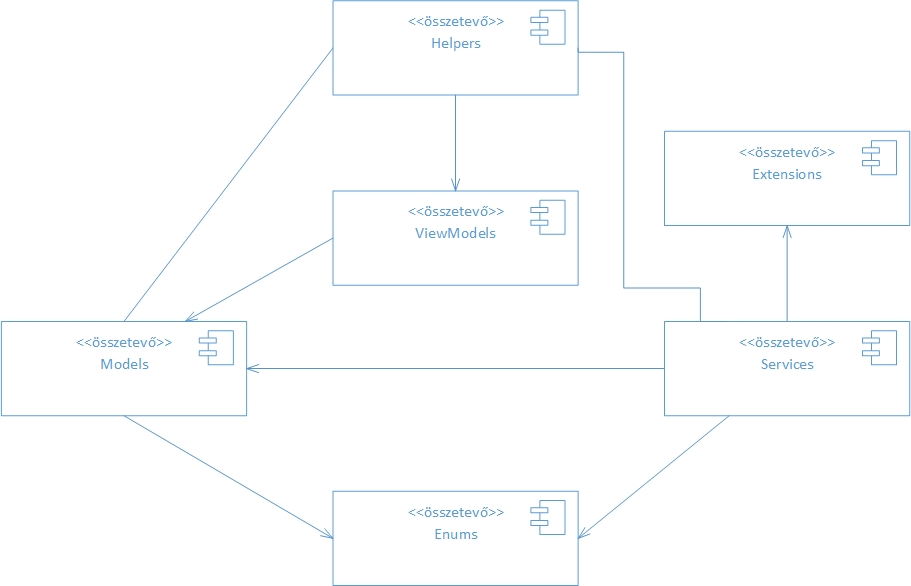 <<összetevő>>
Helpers
<<összetevő>>
Extensions
<<összetevő>>
ViewModels
<<összetevő>>
Models
<<összetevő>>
Services
<<összetevő>>
Enums